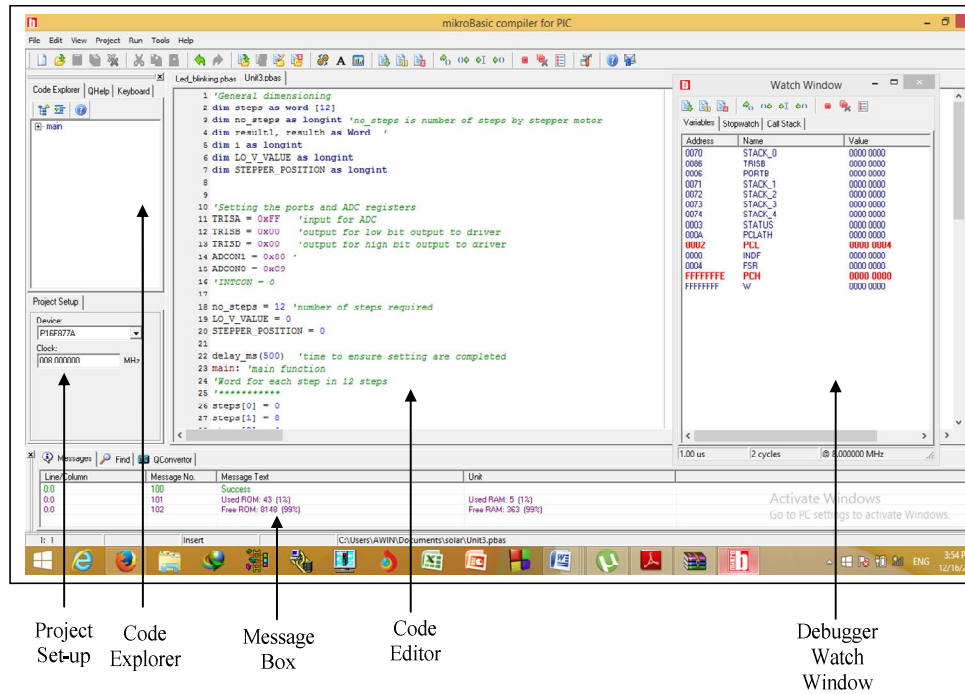 mikroBasic compiler for PIC
File Edit View Project Run Tools Help
Code Explorer QHelp Keyboard
main
Project Setup
Device:
P16F877A
Clock:
008.000000 MHz
Led_blinking.pbas Unit3.pbas
1 'General dimensioning
2 dim steps as word [12]
3 dim no_steps as longint 'no_steps is number of steps by stepper motor
4 dim resultl, resulth as Word '
5 dim i as longint
6 dim LO_V_VALUE as longint
7 dim STEPPER_POSITION as longint
8
9
10 'Setting the ports and ADC registers
11 TRISA = 0xFF 'input for ADC
12 TRISB = 0x00 'output for low bit output to driver
13 TRISD = 0x00 'output for high bit output to driver
14 ADCON1 = 0x80 '
15 ADCON0 = 0xC9
16 'INTCON = 0
17
18 no_steps = 12 'number of steps required
19 LO_V_VALUE = 0
20 STEPPER_POSITION = 0
21
22 delay_ms(500) 'time to ensure setting are completed
23 main: 'main function
24 'Word for each step in 12 steps
25 '***********
26 steps[0] = 0
27 steps[1] = 8
Watch Window
Variables Stopwatch Call Stack
Address Name Value
0070 STACK_0 0000 0000
0086 TRISB 0000 0000
0006 PORTB 0000 0000
0071 STACK_1 0000 0000
0072 STACK_2 0000 0000
0073 STACK_3 0000 0000
0074 STACK_4 0000 0000
0003 STATUS 0000 0000
000A PCLATH 0000 0000
0002 PCL 0000 0004
0000 INDF 0000 0000
0004 FSR 0000 0000
FFFFFFFE PCH 0000 0000
FFFFFFFF W 0000 0000
1.00 us 2 cycles @ 8.000000 MHz
Messages Find QConvertor
Line/Column Message No. Message Text Unit
0:0 100 Success
0:0 101 Used ROM: 43 (1%) Used RAM: 5 (1%)
0:0 102 Free ROM: 8148 (99%) Free RAM: 363 (99%)
Activate Windows
Go to PC settings to activate Windows.
1: 1 Insert C:\Users\AWIN\Documents\solar\Unit3.pbas
ENG 3:54 P
12/16/2
Project Set-up
Code Explorer
Message Box
Code Editor
Debugger Watch Window